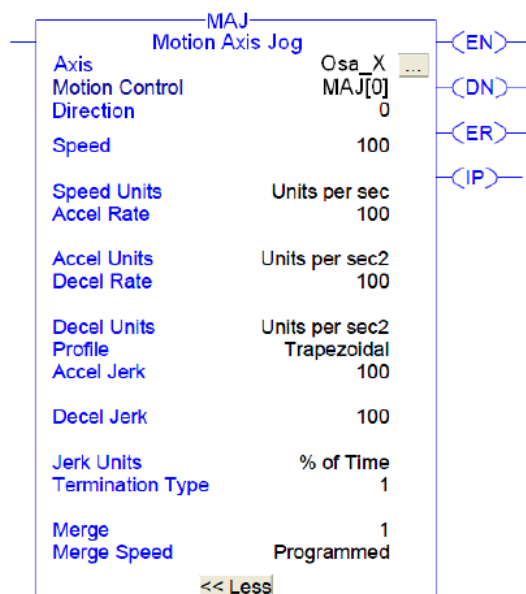 MAJ
Motion Axis Jog
Axis Osa_X ...
Motion Control MAJ[0]
Direction 0
Speed 100
Speed Units Units per sec
Accel Rate 100
Accel Units Units per sec2
Decel Rate 100
Decel Units Units per sec2
Profile Trapezoidal
Accel Jerk 100
Decel Jerk 100
Jerk Units % of Time
Termination Type 1
Merge 1
Merge Speed Programmed
<< Less
EN
DN
ER
IP